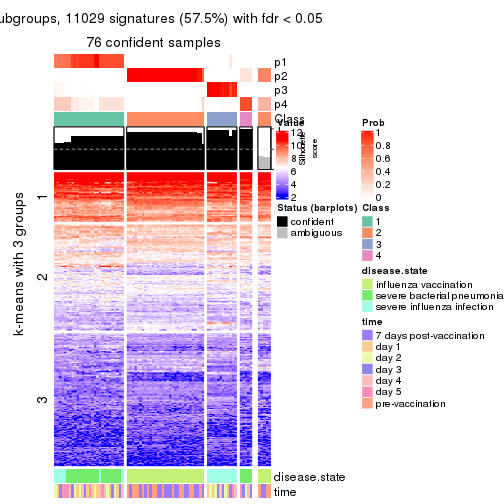 ubgroups, 11029 signatures (57.5%) with fdr < 0.05
76 confident samples
p1
p2
p3
p4
Class
Silhouette score
k-means with 3 groups
1
2
3
disease.state
time
Value
12
10
8
6
4
2
Status (barplots)
confident
ambiguous
Prob
1
0.8
0.6
0.4
0.2
0
Class
1
2
3
4
disease.state
influenza vaccination
severe bacterial pneumonia
severe influenza infection
time
7 days post-vaccination
day 1
day 2
day 3
day 4
day 5
pre-vaccination